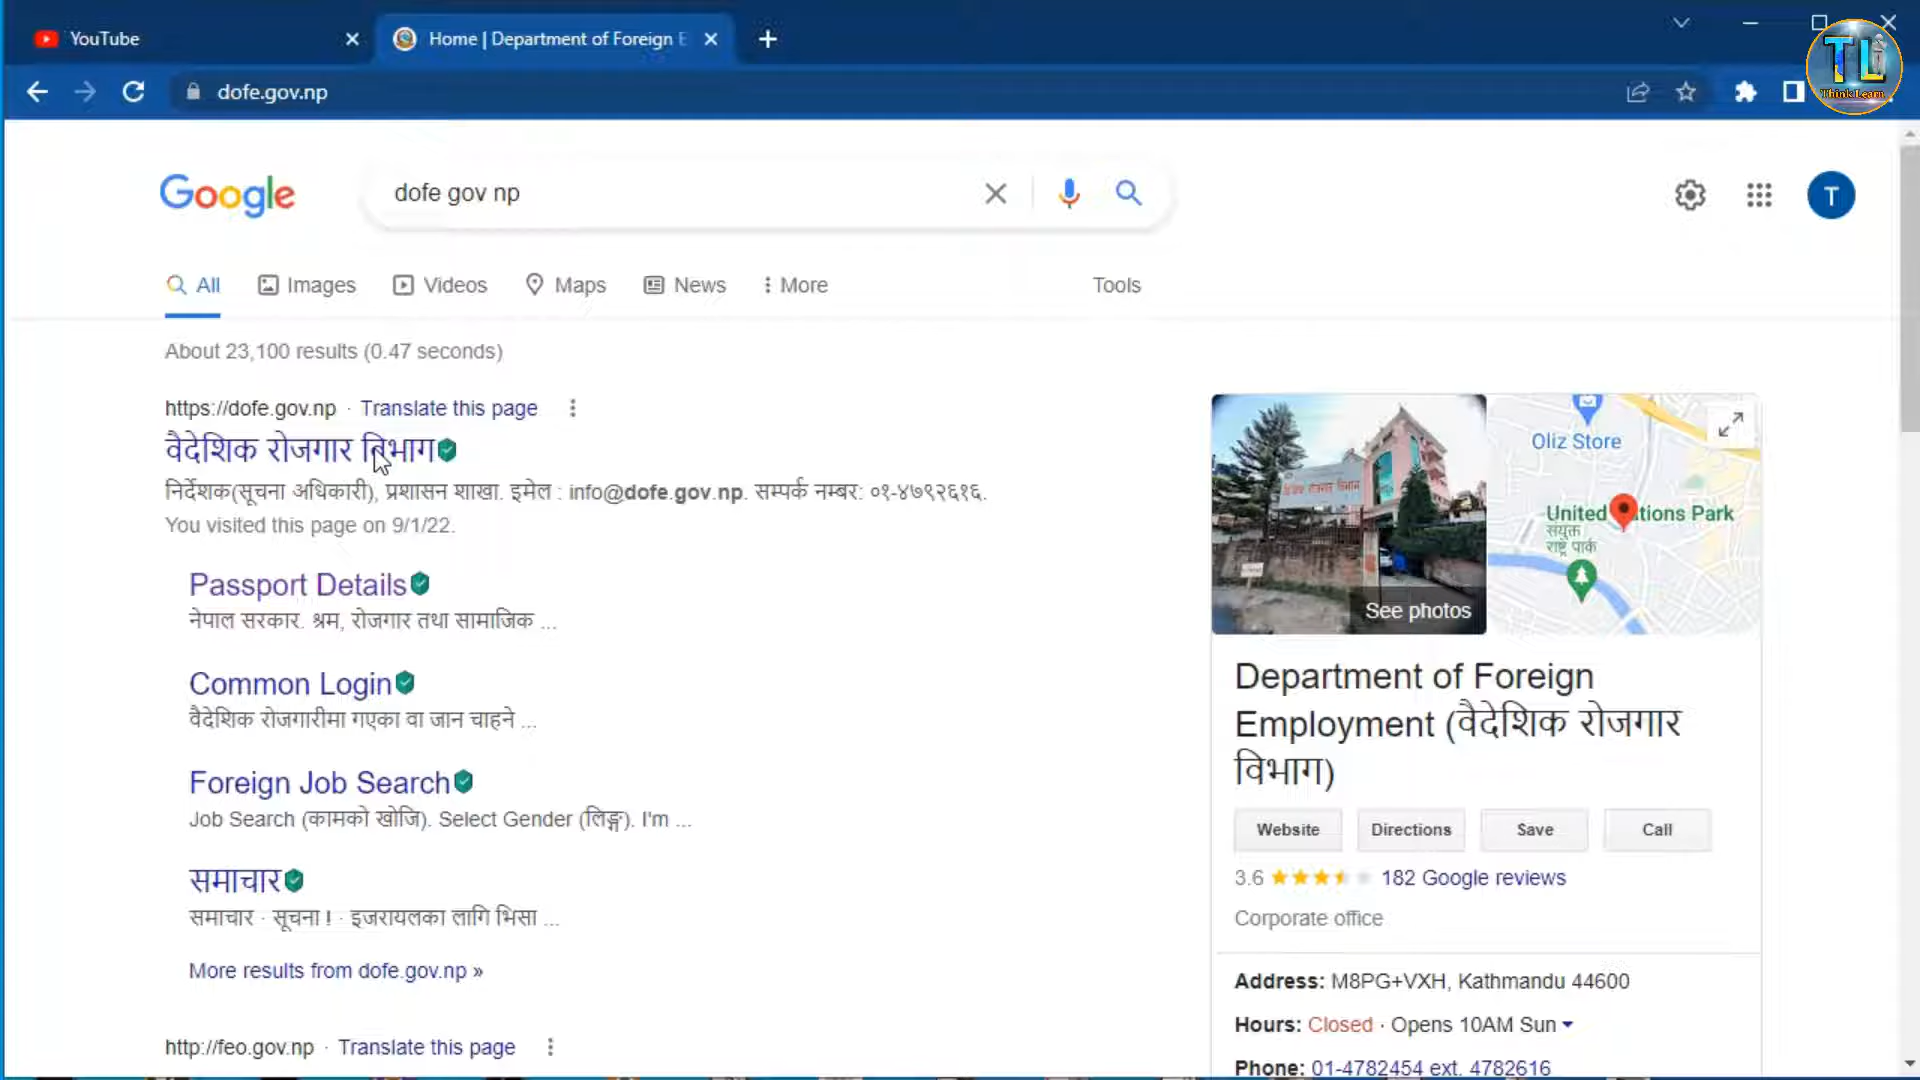 YouTube
Home | Department of Foreign E
dofe.gov.np
TL
Think Learn
Google
dofe gov np
T
All
Images
Videos
Maps
News
More
Tools
About 23,100 results (0.47 seconds)
https://dofe.gov.np · Translate this page
वैदेशिक रोजगार विभाग
निर्देशक(सूचना अधिकारी), प्रशासन शाखा. इमेल : info@dofe.gov.np. सम्पर्क नम्बर: ०१-४७९२६१६.
You visited this page on 9/1/22.
Passport Details
नेपाल सरकार. श्रम, रोजगार तथा सामाजिक ...
Common Login
वैदेशिक रोजगारीमा गएका वा जान चाहने ...
Foreign Job Search
Job Search (कामको खोजि). Select Gender (लिङ्ग). I'm ...
समाचार
समाचार · सूचना ! · इजरायलका लागि भिसा ...
More results from dofe.gov.np »
http://feo.gov.np · Translate this page
See photos
Oliz Store
United Nations Park
संयुक्त
राष्ट्र पार्क
Department of Foreign
Employment (वैदेशिक रोजगार
विभाग)
Website
Directions
Save
Call
3.6
182 Google reviews
Corporate office
Address: M8PG+VXH, Kathmandu 44600
Hours: Closed · Opens 10AM Sun
Phone: 01-4782454 ext. 4782616